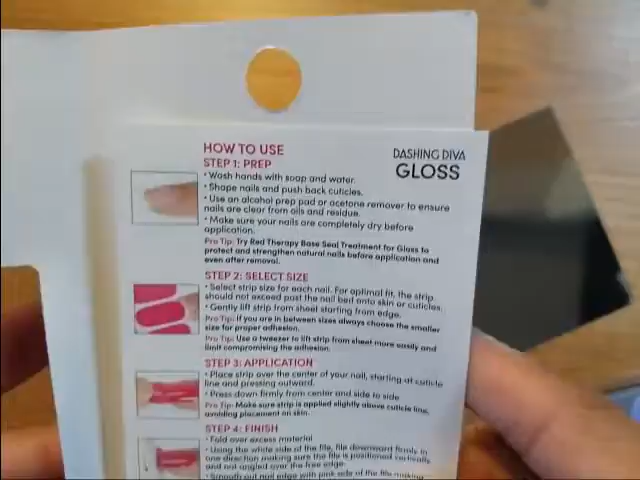 HOW TO USE
DASHING DIVA
GLOSS
STEP 1: PREP
• Wash hands with soap and water.
• Shape nails and push back cuticles.
• Use an alcohol prep pad or acetone remover to ensure
nails are clear from oils and residue.
• Make sure your nails are completely dry before
application.
Pro Tip: Try Red Therapy Base Seal Treatment for Gloss to
protect and strengthen natural nails before application and
even after removal.
STEP 2: SELECT SIZE
• Select strip size for each nail. For optimal fit, the strip
should not exceed past the nail bed onto skin or cuticles.
• Gently lift strip from sheet starting from edge.
Pro Tip: If you are in between sizes always choose the smaller
size for proper adhesion.
Pro Tip: Use a tweezer to lift strip from sheet more easily and
limit compromising the adhesion.
STEP 3: APPLICATION
• Place strip over the center of your nail, starting at cuticle
line and pressing outward.
• Press down firmly from center and side to side
Pro Tip: Make sure strip is applied slightly above cuticle line,
avoiding placement on skin.
STEP 4: FINISH
• Fold over excess material
• Using the white side of the file, file downward firmly in
one direction making sure the file is positioned vertically
and not angled over the free edge.
• Smooth out nail edge with pink side of file making